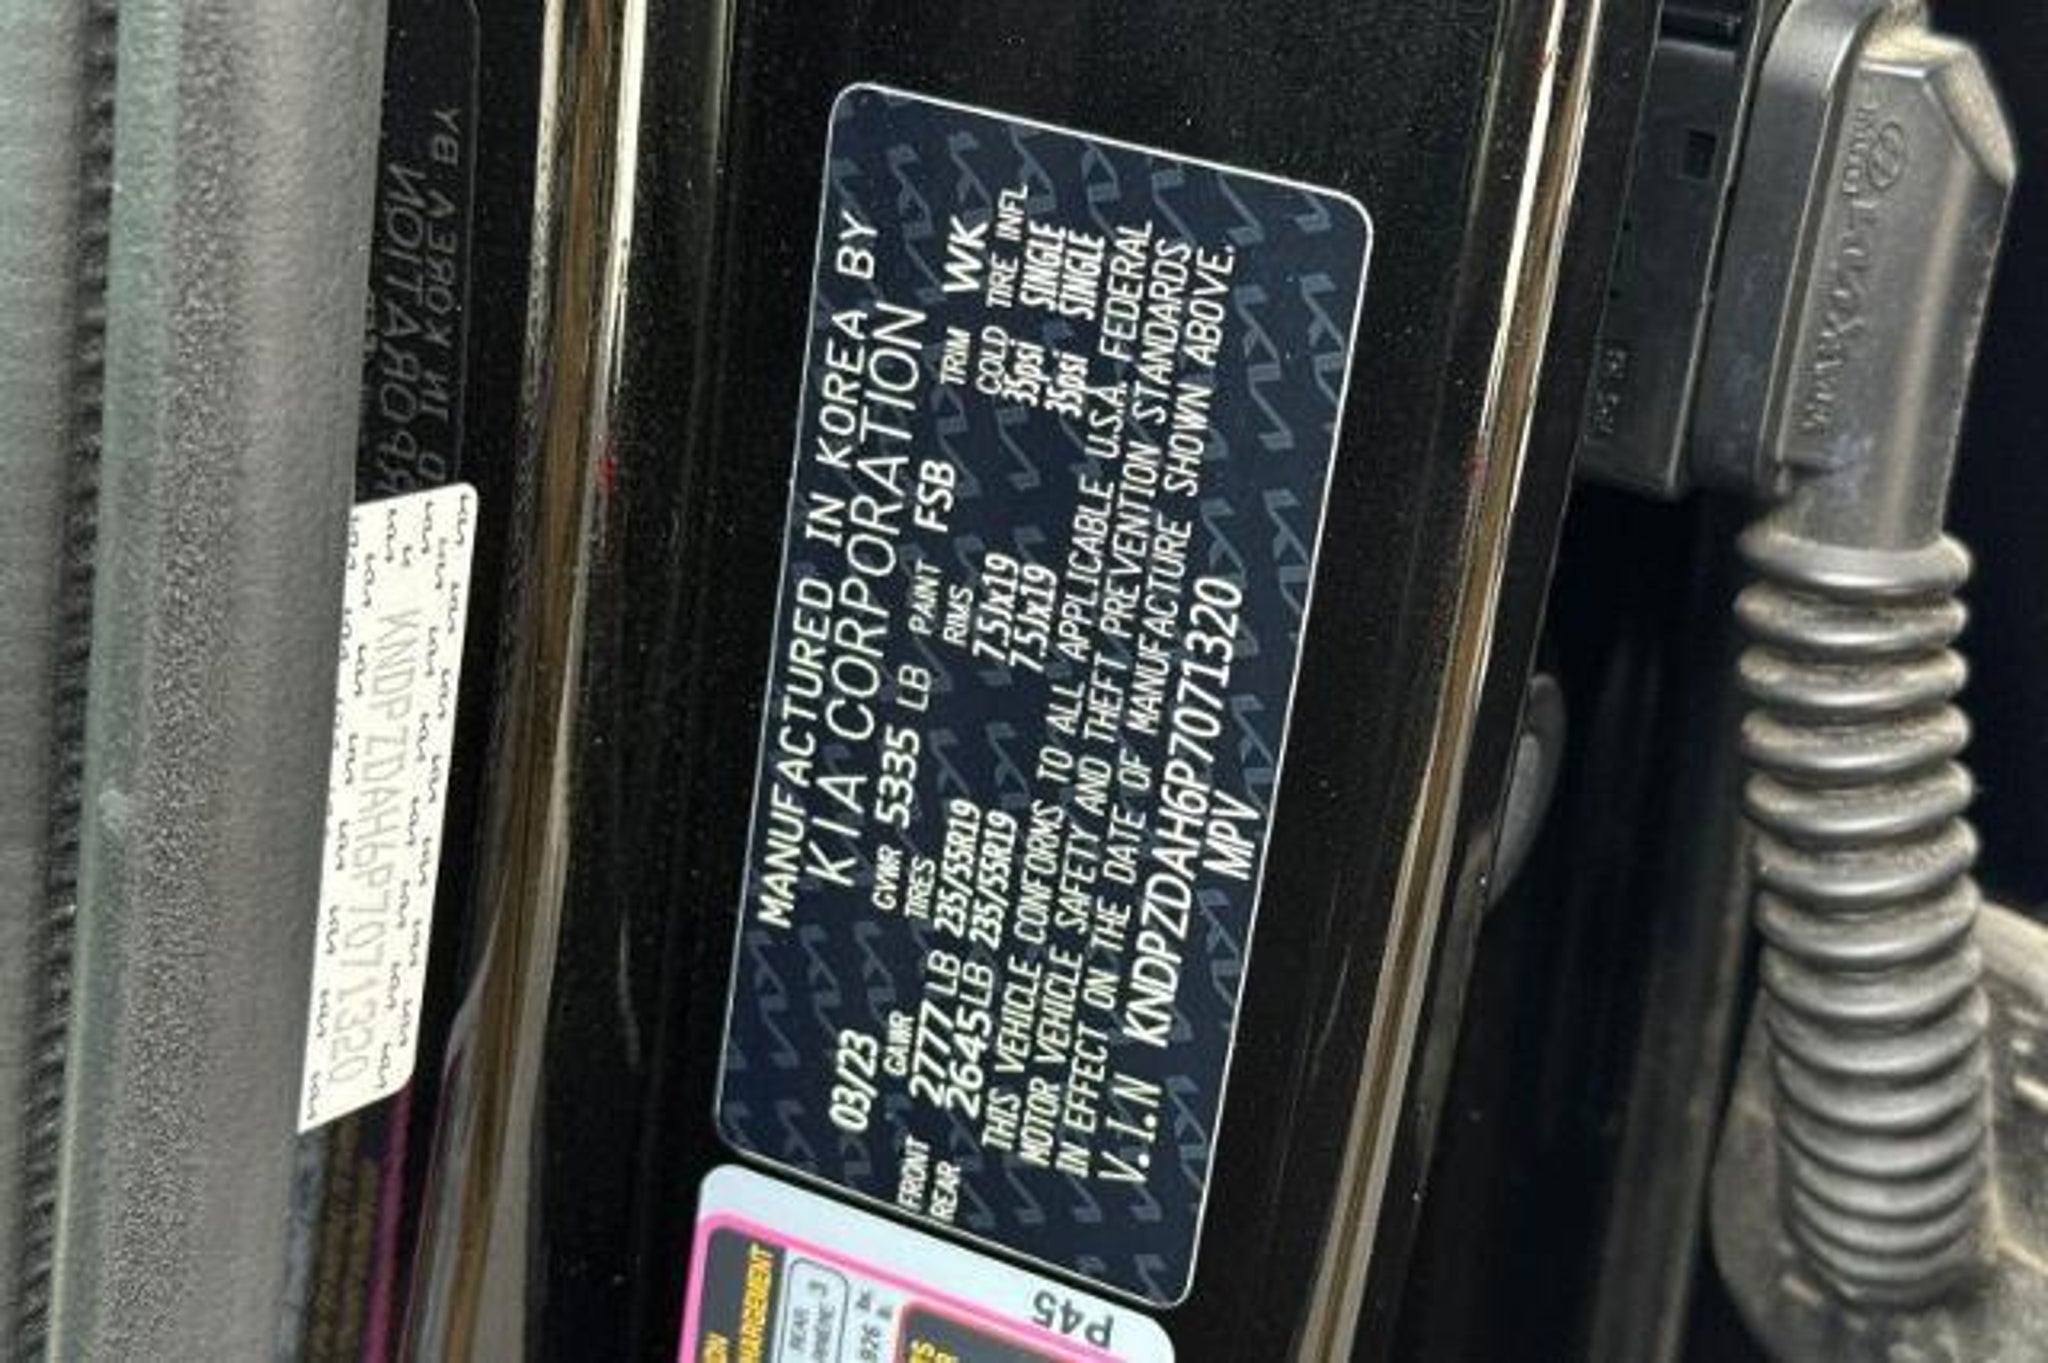 MANUFACTURED IN KOREA BY
KIA CORPORATION
03/23 GVWR 5335 LB PAINT FSB TRIM WK
GAWR TIRES RIMS COLD TIRE INFL
FRONT 2777 LB 235/55R19 7.5Jx19 35psi SINGLE
REAR 2645LB 235/55R19 7.5Jx19 35psi SINGLE
THIS VEHICLE CONFORMS TO ALL APPLICABLE U.S.A. FEDERAL
MOTOR VEHICLE SAFETY AND THEFT PREVENTION STANDARDS
IN EFFECT ON THE DATE OF MANUFACTURE SHOWN ABOVE.
V.I.N KNDPZDAH6P7071320
MPV
KNDPZDAH6P7071320
P45
REAR